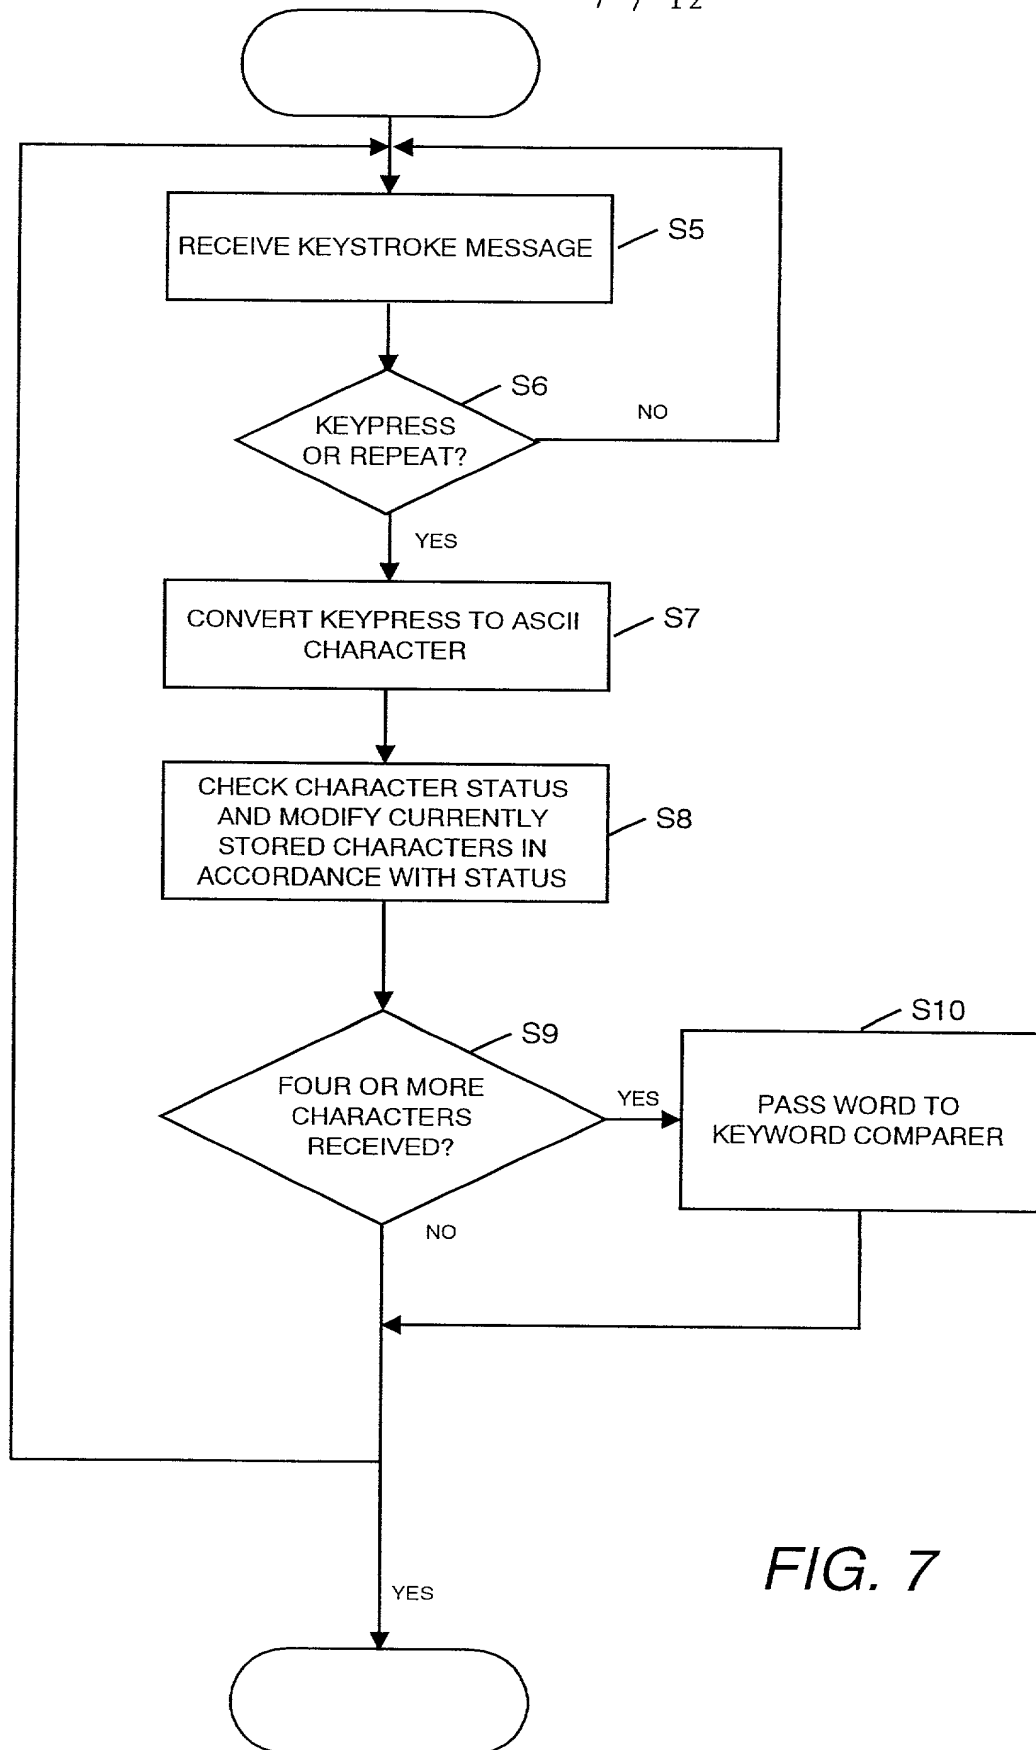 7 / 12
RECEIVE KEYSTROKE MESSAGE
S5
S6
KEYPRESS
OR REPEAT?
NO
YES
CONVERT KEYPRESS TO ASCII
CHARACTER
S7
CHECK CHARACTER STATUS
AND MODIFY CURRENTLY
STORED CHARACTERS IN
ACCORDANCE WITH STATUS
S8
S9
FOUR OR MORE
CHARACTERS
RECEIVED?
YES
S10
PASS WORD TO
KEYWORD COMPARER
NO
YES
FIG. 7